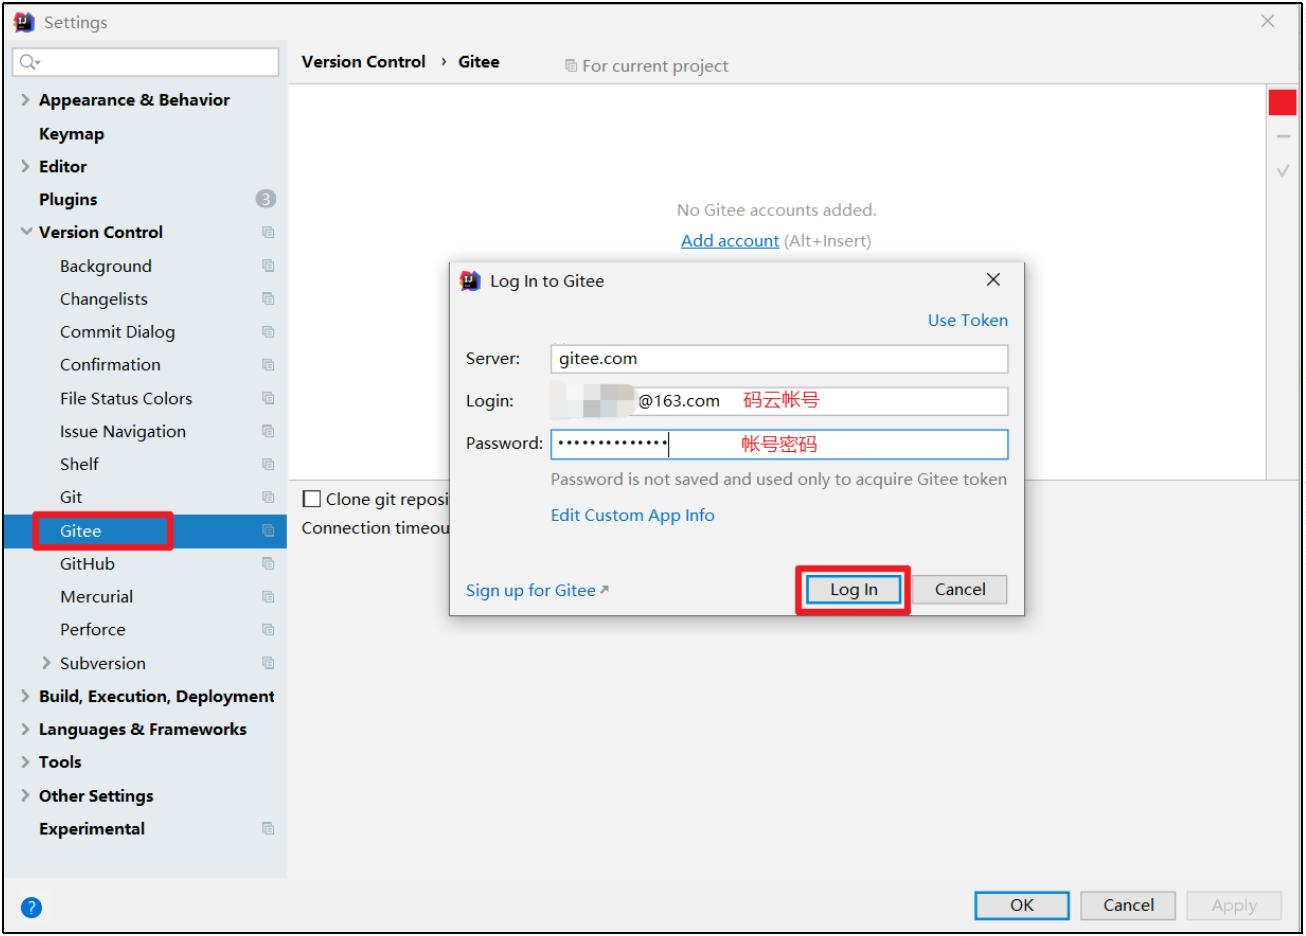 Settings
Version Control › Gitee
For current project
Appearance & Behavior
Keymap
Editor
Plugins
3
Version Control
Background
Changelists
Commit Dialog
Confirmation
File Status Colors
Issue Navigation
Shelf
Git
Gitee
GitHub
Mercurial
Perforce
Subversion
Build, Execution, Deployment
Languages & Frameworks
Tools
Other Settings
Experimental
No Gitee accounts added.
Add account (Alt+Insert)
Clone git reposi
Connection timeou
Log In to Gitee
Use Token
Server: gitee.com
Login: @163.com 码云帐号
Password: •••••••••••••• 帐号密码
Password is not saved and used only to acquire Gitee token
Edit Custom App Info
Sign up for Gitee
Log In
Cancel
?
OK
Cancel
Apply